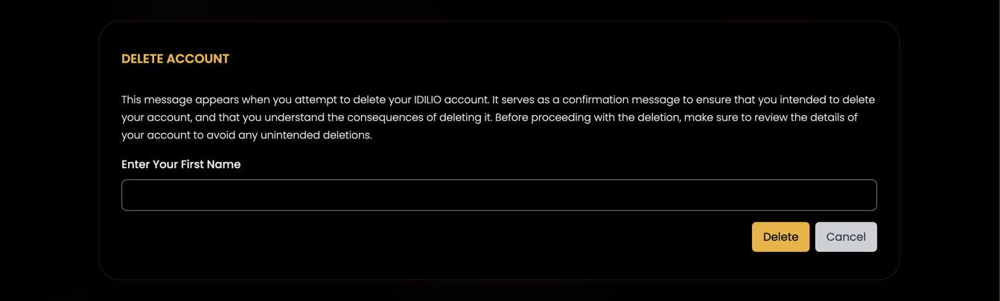 DELETE ACCOUNT
This message appears when you attempt to delete your IDILIO account. It serves as a confirmation message to ensure that you intended to delete
your account, and that you understand the consequences of deleting it. Before proceeding with the deletion, make sure to review the details of
your account to avoid any unintended deletions.
Enter Your First Name
Delete Cancel